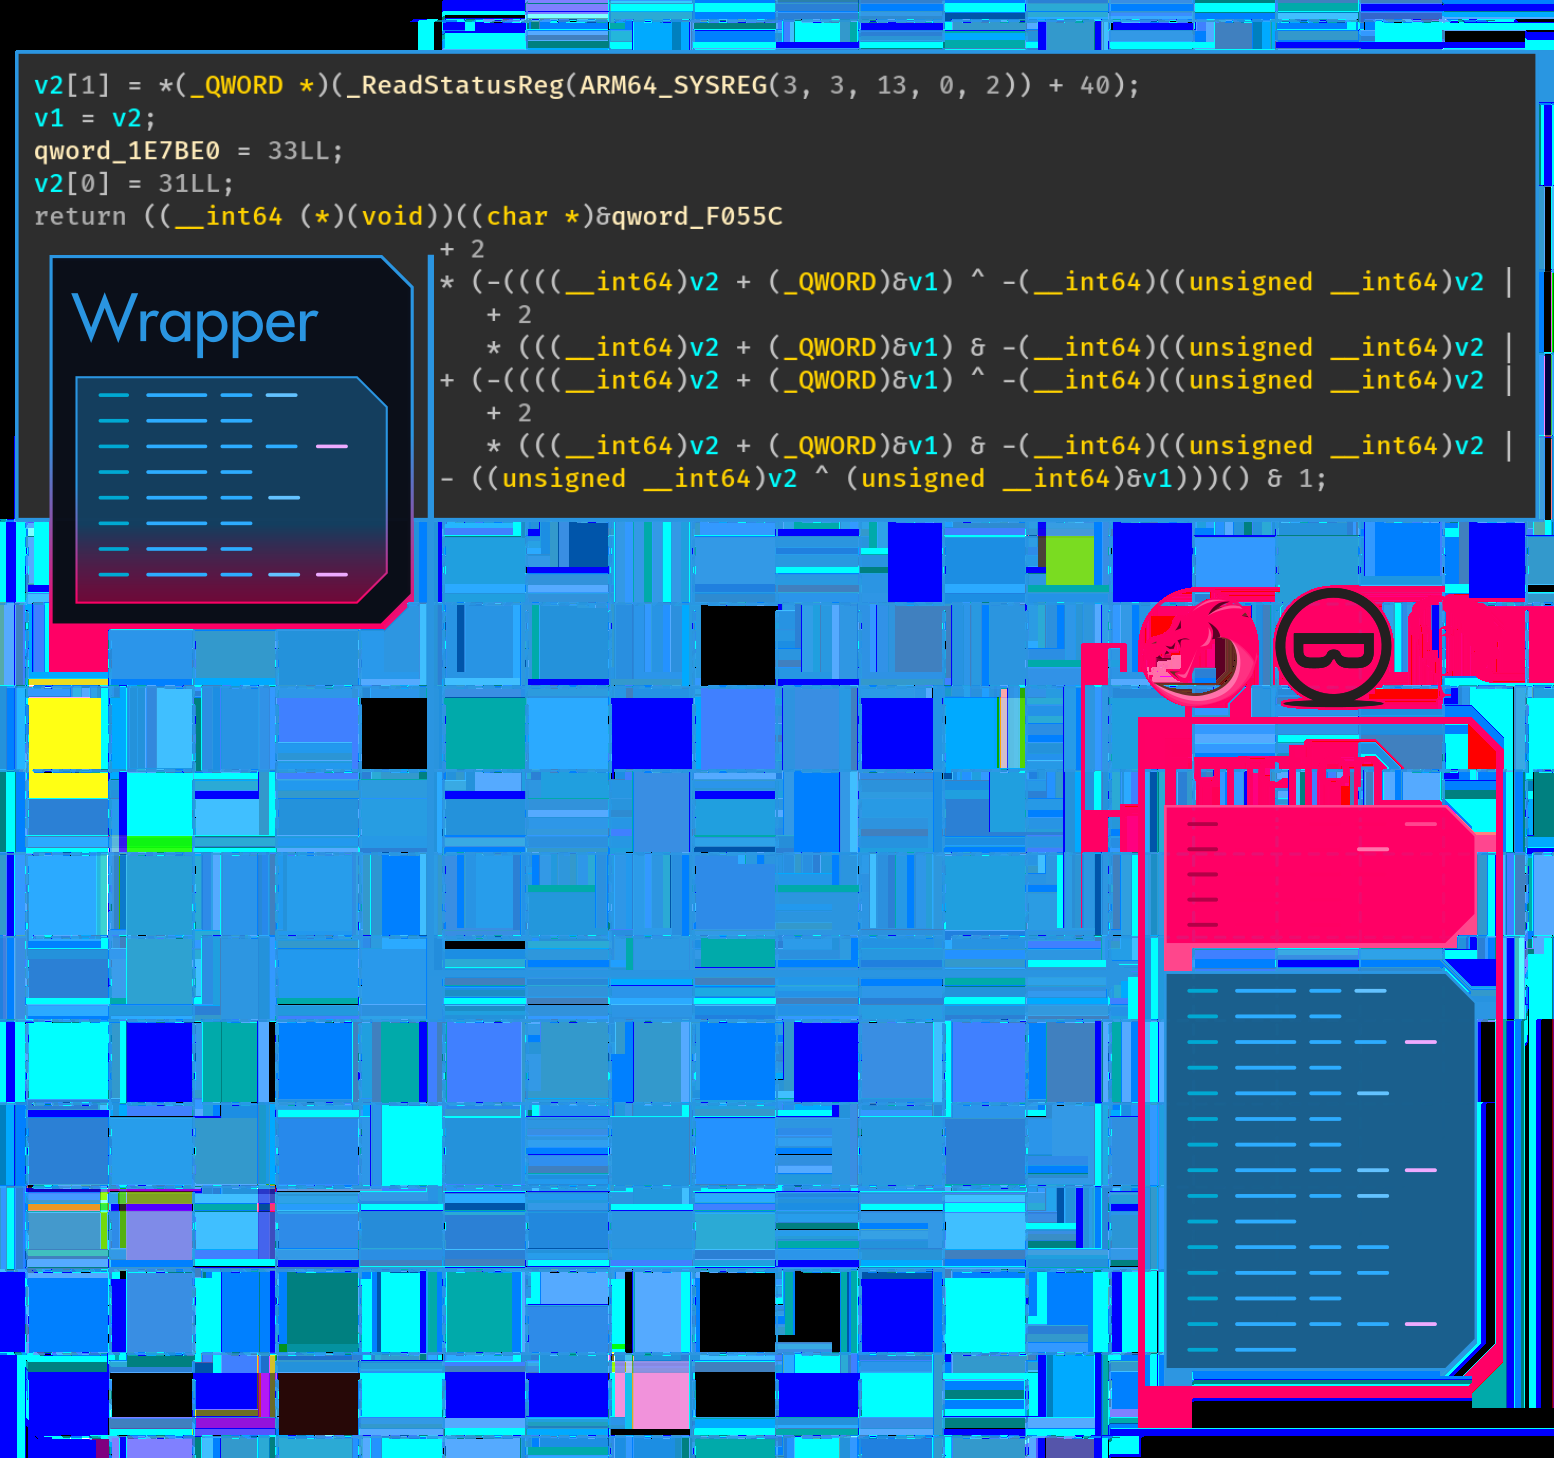 v2[1] = *(_QWORD *)(_ReadStatusReg(ARM64_SYSREG(3, 3, 13, 0, 2)) + 40);
v1 = v2;
qword_1E7BE0 = 33LL;
v2[0] = 31LL;
return ((__int64 (*)(void))((char *)&qword_F055C
+ 2
* (-((((__int64)v2 + (_QWORD)&v1) ^ -(__int64)((unsigned __int64)v2 |
+ 2
* (((__int64)v2 + (_QWORD)&v1) & -(__int64)((unsigned __int64)v2 |
+ (-((((__int64)v2 + (_QWORD)&v1) ^ -(__int64)((unsigned __int64)v2 |
+ 2
* (((__int64)v2 + (_QWORD)&v1) & -(__int64)((unsigned __int64)v2 |
- ((unsigned __int64)v2 ^ (unsigned __int64)&v1)))() & 1;
Wrapper